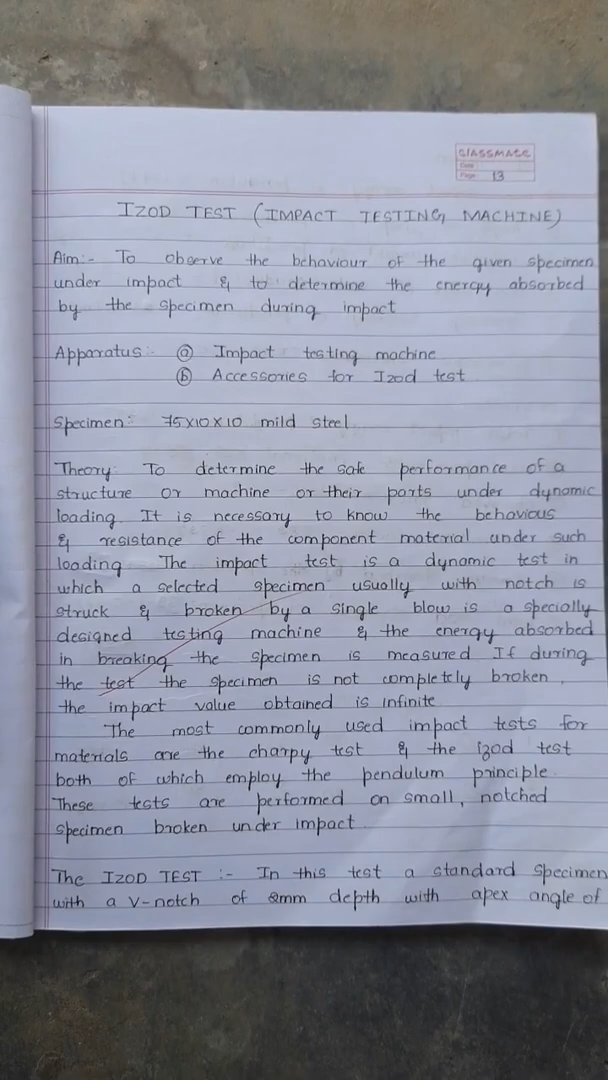 CLASSMATE
Date
Page 13
IZOD TEST (IMPACT TESTING MACHINE)
Aim:- To observe the behaviour of the given specimen
under impact & to determine the energy absorbed
by the specimen during impact
Apparatus:- (a) Impact testing machine
(b) Accessories for Izod test
Specimen:- 75x10x10 mild steel
Theory:- To determine the safe performance of a
structure or machine or their parts under dynamic
loading It is necessary to know the behavious
& resistance of the component material under such
loading The impact test is a dynamic test in
which a selected specimen usually with notch is
struck & broken by a single blow is a specially
designed testing machine & the energy absorbed
in breaking the specimen is measured If during
the test the specimen is not completely broken,
the impact value obtained is infinite
The most commonly used impact tests for
materials are the charpy test & the izod test
both of which employ the pendulum principle.
These tests are performed on small, notched
specimen broken under impact
The IZOD TEST :- In this test a standard specimen
with a V-notch of 2mm depth with apex angle of